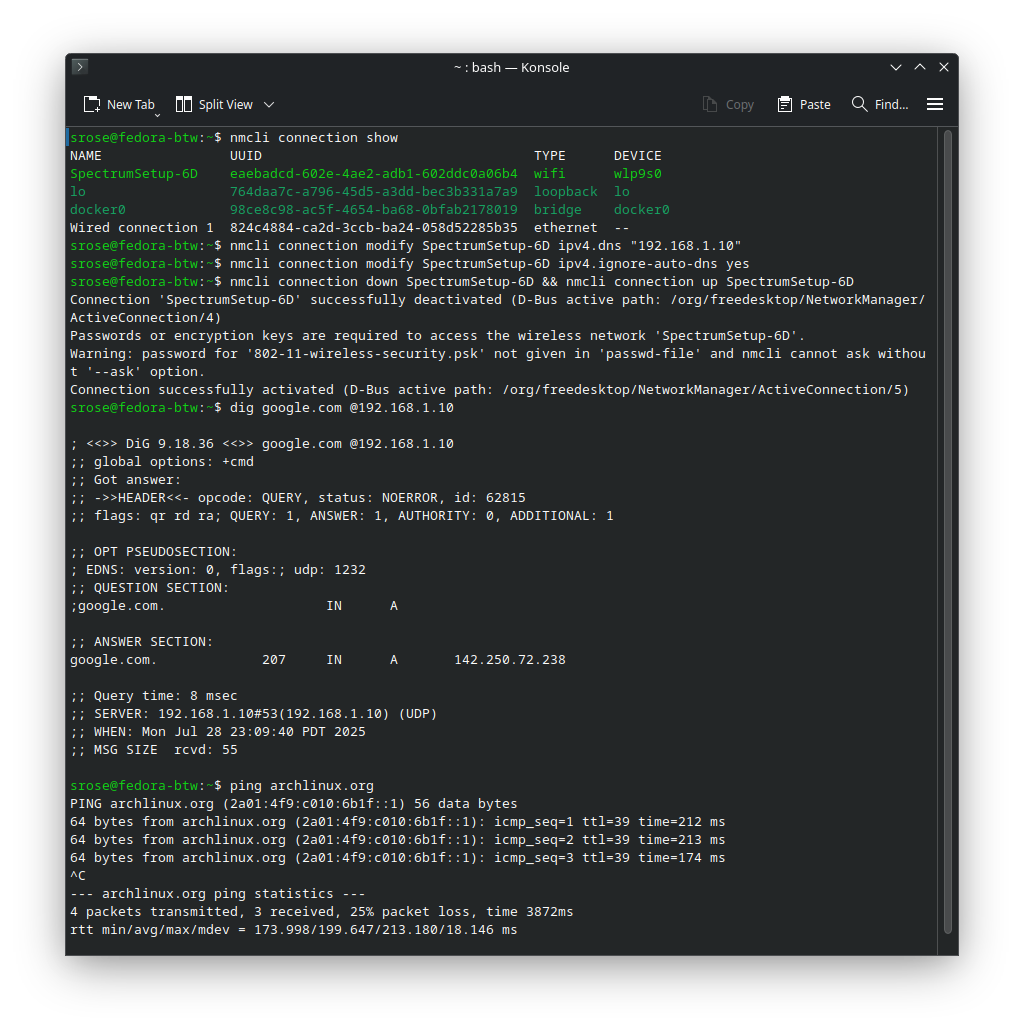 ~ : bash — Konsole
New Tab Split View Copy Paste Find...
srose@fedora-btw:~$ nmcli connection show
NAME                UUID                                  TYPE      DEVICE
SpectrumSetup-6D    eaebadcd-602e-4ae2-adb1-602ddc0a06b4  wifi      wlp9s0
lo                  764daa7c-a796-45d5-a3dd-bec3b331a7a9  loopback  lo
docker0             98ce8c98-ac5f-4654-ba68-0bfab2178019  bridge    docker0
Wired connection 1  824c4884-ca2d-3ccb-ba24-058d52285b35  ethernet  --
srose@fedora-btw:~$ nmcli connection modify SpectrumSetup-6D ipv4.dns "192.168.1.10"
srose@fedora-btw:~$ nmcli connection modify SpectrumSetup-6D ipv4.ignore-auto-dns yes
srose@fedora-btw:~$ nmcli connection down SpectrumSetup-6D && nmcli connection up SpectrumSetup-6D
Connection 'SpectrumSetup-6D' successfully deactivated (D-Bus active path: /org/freedesktop/NetworkManager/
ActiveConnection/4)
Passwords or encryption keys are required to access the wireless network 'SpectrumSetup-6D'.
Warning: password for '802-11-wireless-security.psk' not given in 'passwd-file' and nmcli cannot ask withou
t '--ask' option.
Connection successfully activated (D-Bus active path: /org/freedesktop/NetworkManager/ActiveConnection/5)
srose@fedora-btw:~$ dig google.com @192.168.1.10

; <<>> DiG 9.18.36 <<>> google.com @192.168.1.10
;; global options: +cmd
;; Got answer:
;; ->>HEADER<<- opcode: QUERY, status: NOERROR, id: 62815
;; flags: qr rd ra; QUERY: 1, ANSWER: 1, AUTHORITY: 0, ADDITIONAL: 1

;; OPT PSEUDOSECTION:
; EDNS: version: 0, flags:; udp: 1232
;; QUESTION SECTION:
;google.com.                    IN      A

;; ANSWER SECTION:
google.com.             207     IN      A       142.250.72.238

;; Query time: 8 msec
;; SERVER: 192.168.1.10#53(192.168.1.10) (UDP)
;; WHEN: Mon Jul 28 23:09:40 PDT 2025
;; MSG SIZE  rcvd: 55

srose@fedora-btw:~$ ping archlinux.org
PING archlinux.org (2a01:4f9:c010:6b1f::1) 56 data bytes
64 bytes from archlinux.org (2a01:4f9:c010:6b1f::1): icmp_seq=1 ttl=39 time=212 ms
64 bytes from archlinux.org (2a01:4f9:c010:6b1f::1): icmp_seq=2 ttl=39 time=213 ms
64 bytes from archlinux.org (2a01:4f9:c010:6b1f::1): icmp_seq=3 ttl=39 time=174 ms
^C
--- archlinux.org ping statistics ---
4 packets transmitted, 3 received, 25% packet loss, time 3872ms
rtt min/avg/max/mdev = 173.998/199.647/213.180/18.146 ms